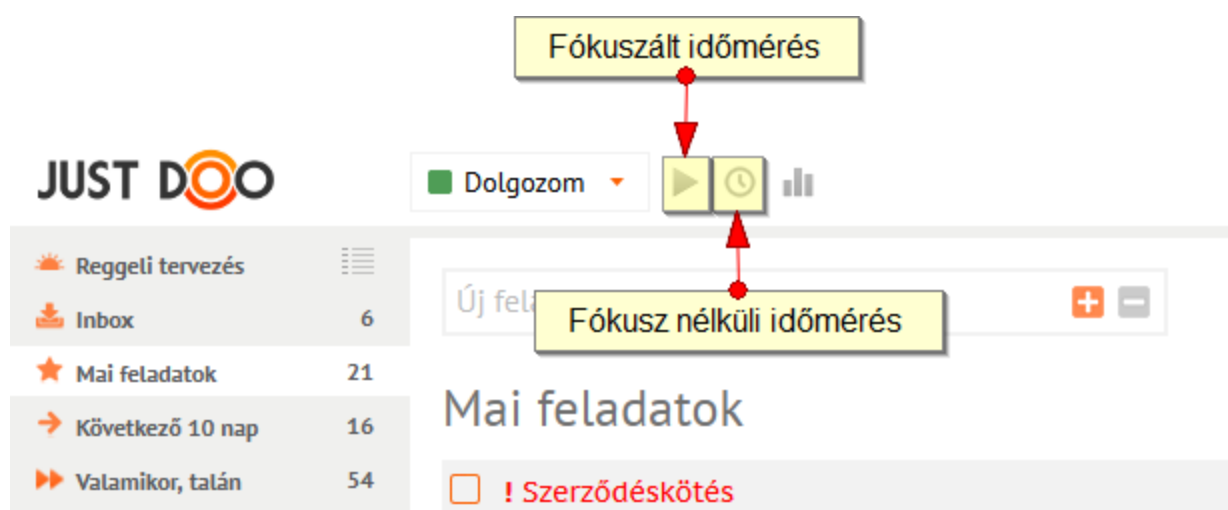 Fókuszált időmérés
JUST DOO
Dolgozom
Reggeli tervezés
Inbox 6
Mai feladatok 21
Következő 10 nap 16
Valamikor, talán 54
Új
Fókusz nélküli időmérés
Mai feladatok
! Szerződéskötés